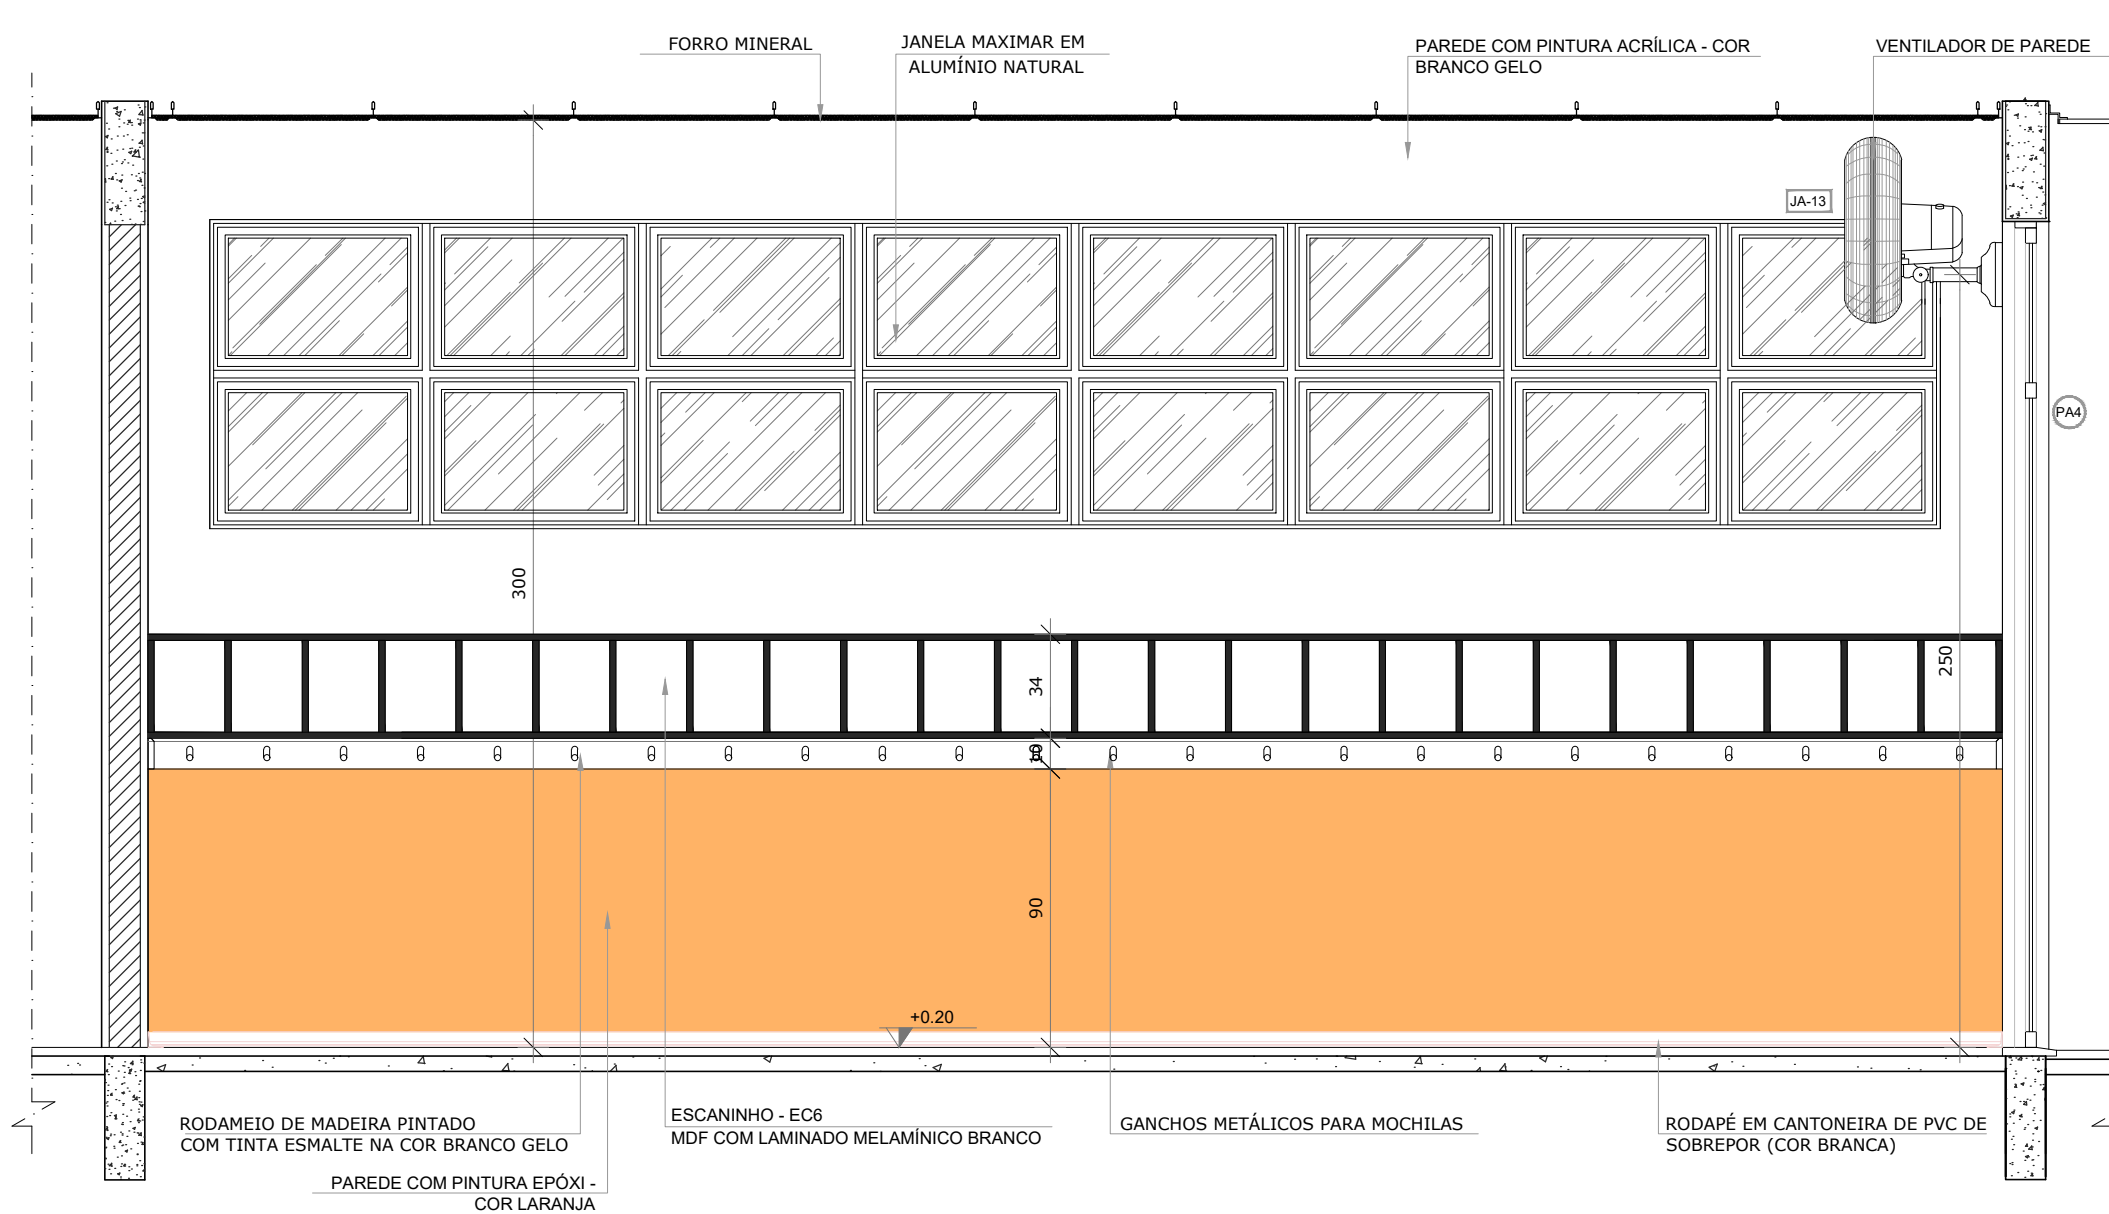 FORRO MINERAL
JANELA MAXIMAR EM
ALUMÍNIO NATURAL
PAREDE COM PINTURA ACRÍLICA - COR
BRANCO GELO
VENTILADOR DE PAREDE
JA-13
PA4
300
34
250
10
90
+0.20
RODAMEIO DE MADEIRA PINTADO
COM TINTA ESMALTE NA COR BRANCO GELO
ESCANINHO - EC6
MDF COM LAMINADO MELAMÍNICO BRANCO
GANCHOS METÁLICOS PARA MOCHILAS
RODAPÉ EM CANTONEIRA DE PVC DE
SOBREPOR (COR BRANCA)
PAREDE COM PINTURA EPÓXI -
COR LARANJA